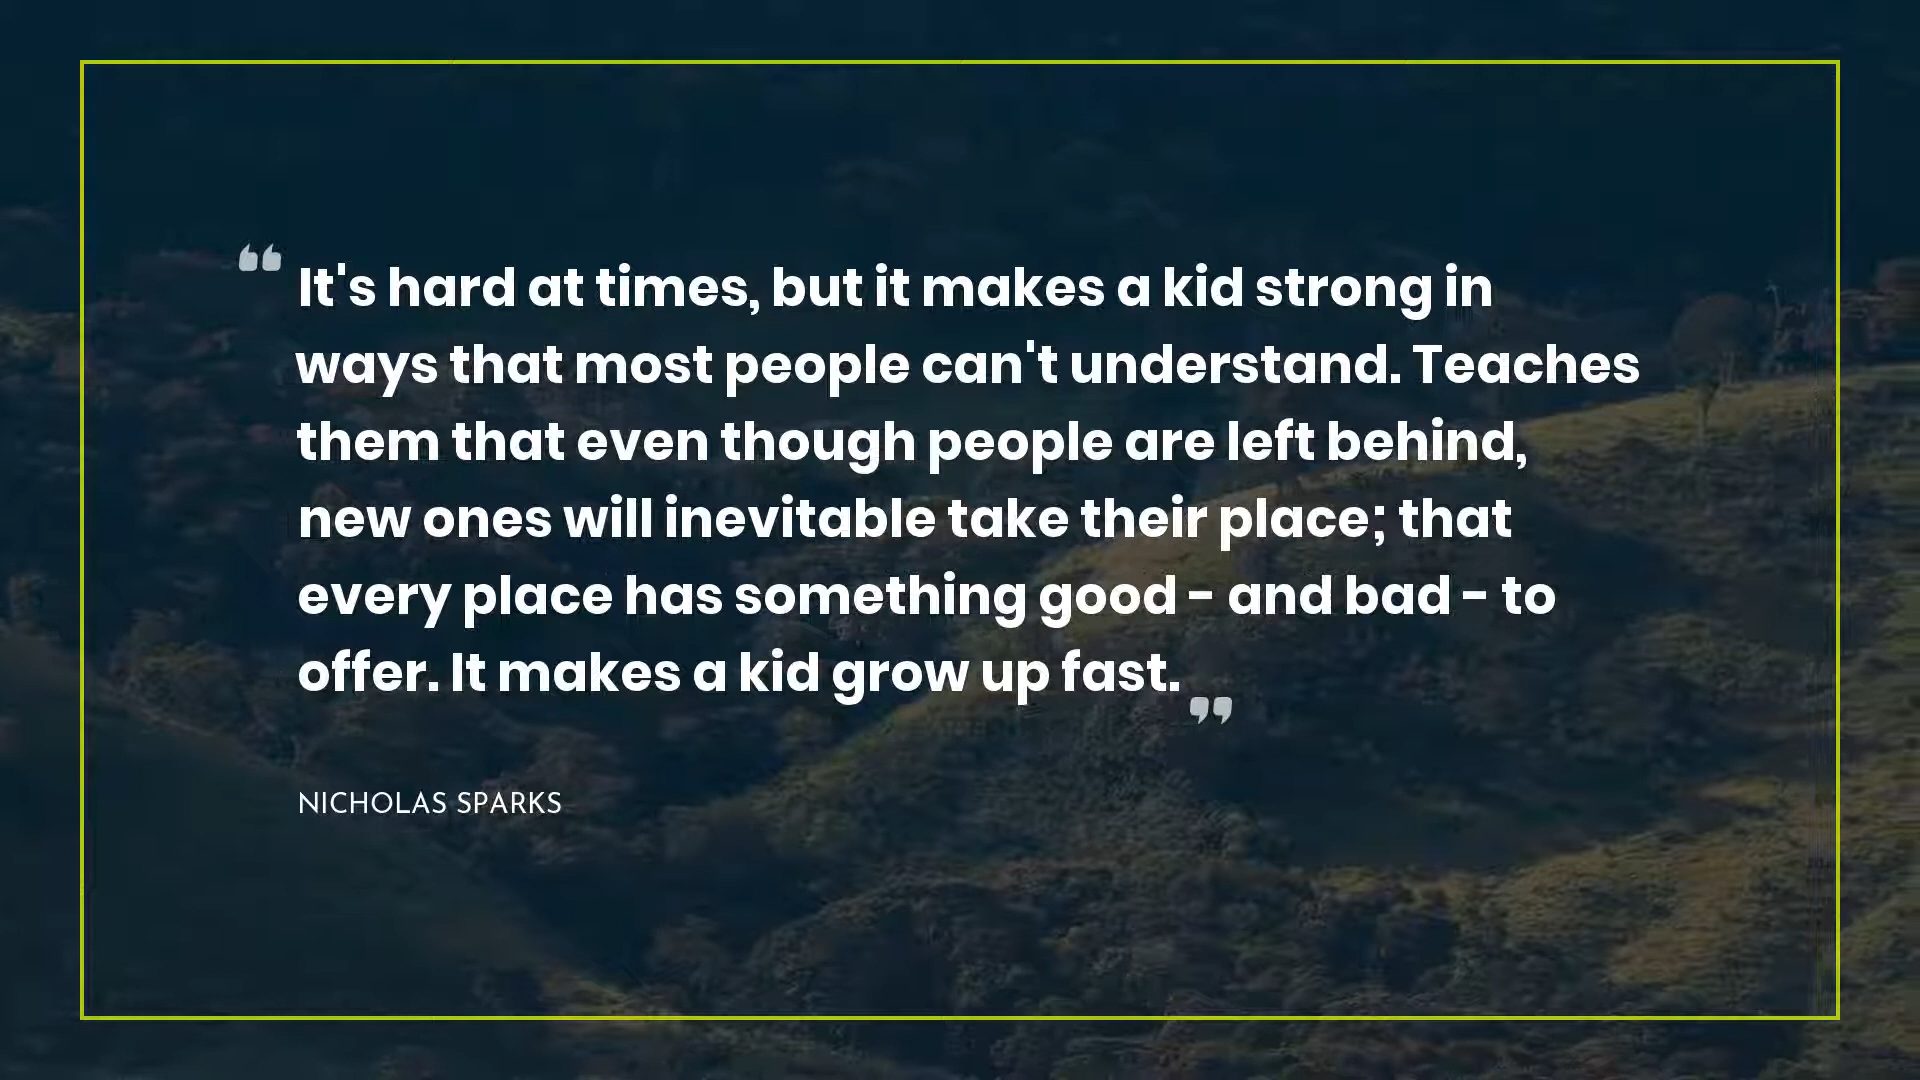 “ It's hard at times, but it makes a kid strong in
ways that most people can't understand. Teaches
them that even though people are left behind,
new ones will inevitable take their place; that
every place has something good - and bad - to
offer. It makes a kid grow up fast. ”
NICHOLAS SPARKS